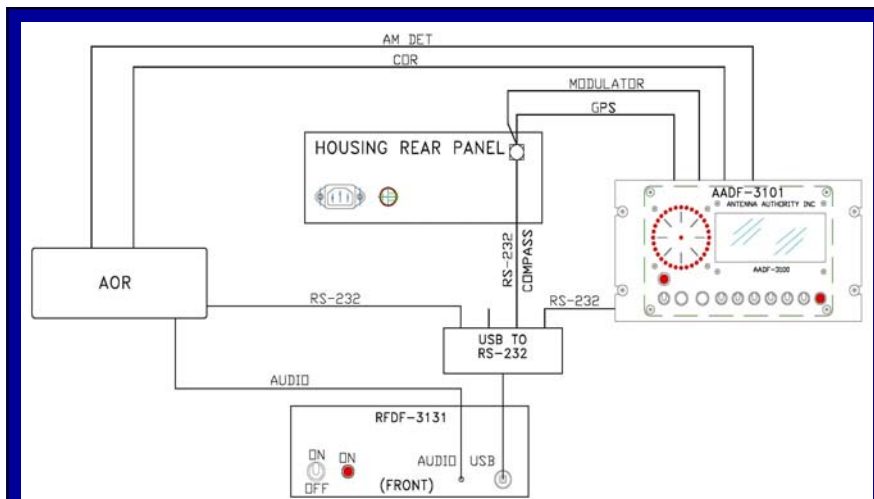 AM DET
COR
MODULATOR
GPS
HOUSING REAR PANEL
AADF-3101
ANTENNA AUTHORITY INC
AADF-3100
RS-232
COMPASS
AOR
RS-232
RS-232
USB TO
RS-232
AUDIO
RFDF-3131
ON
OFF
ON
AUDIO
USB
(FRONT)